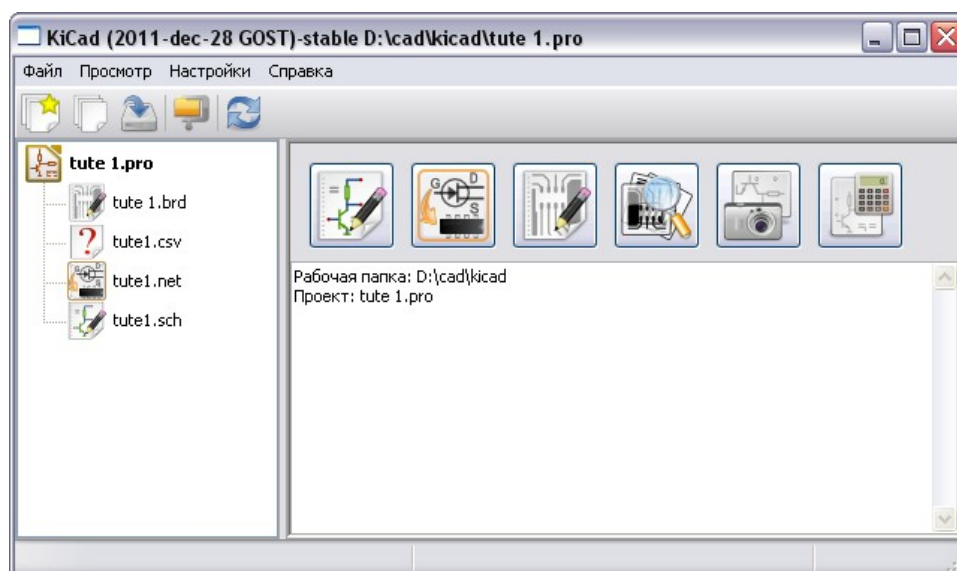 KiCad (2011-dec-28 GOST)-stable D:\cad\kicad\tute 1.pro
Файл Просмотр Настройки Справка
tute 1.pro
tute 1.brd
tute1.csv
tute1.net
tute1.sch
G D S
Рабочая папка: D:\cad\kicad
Проект: tute 1.pro